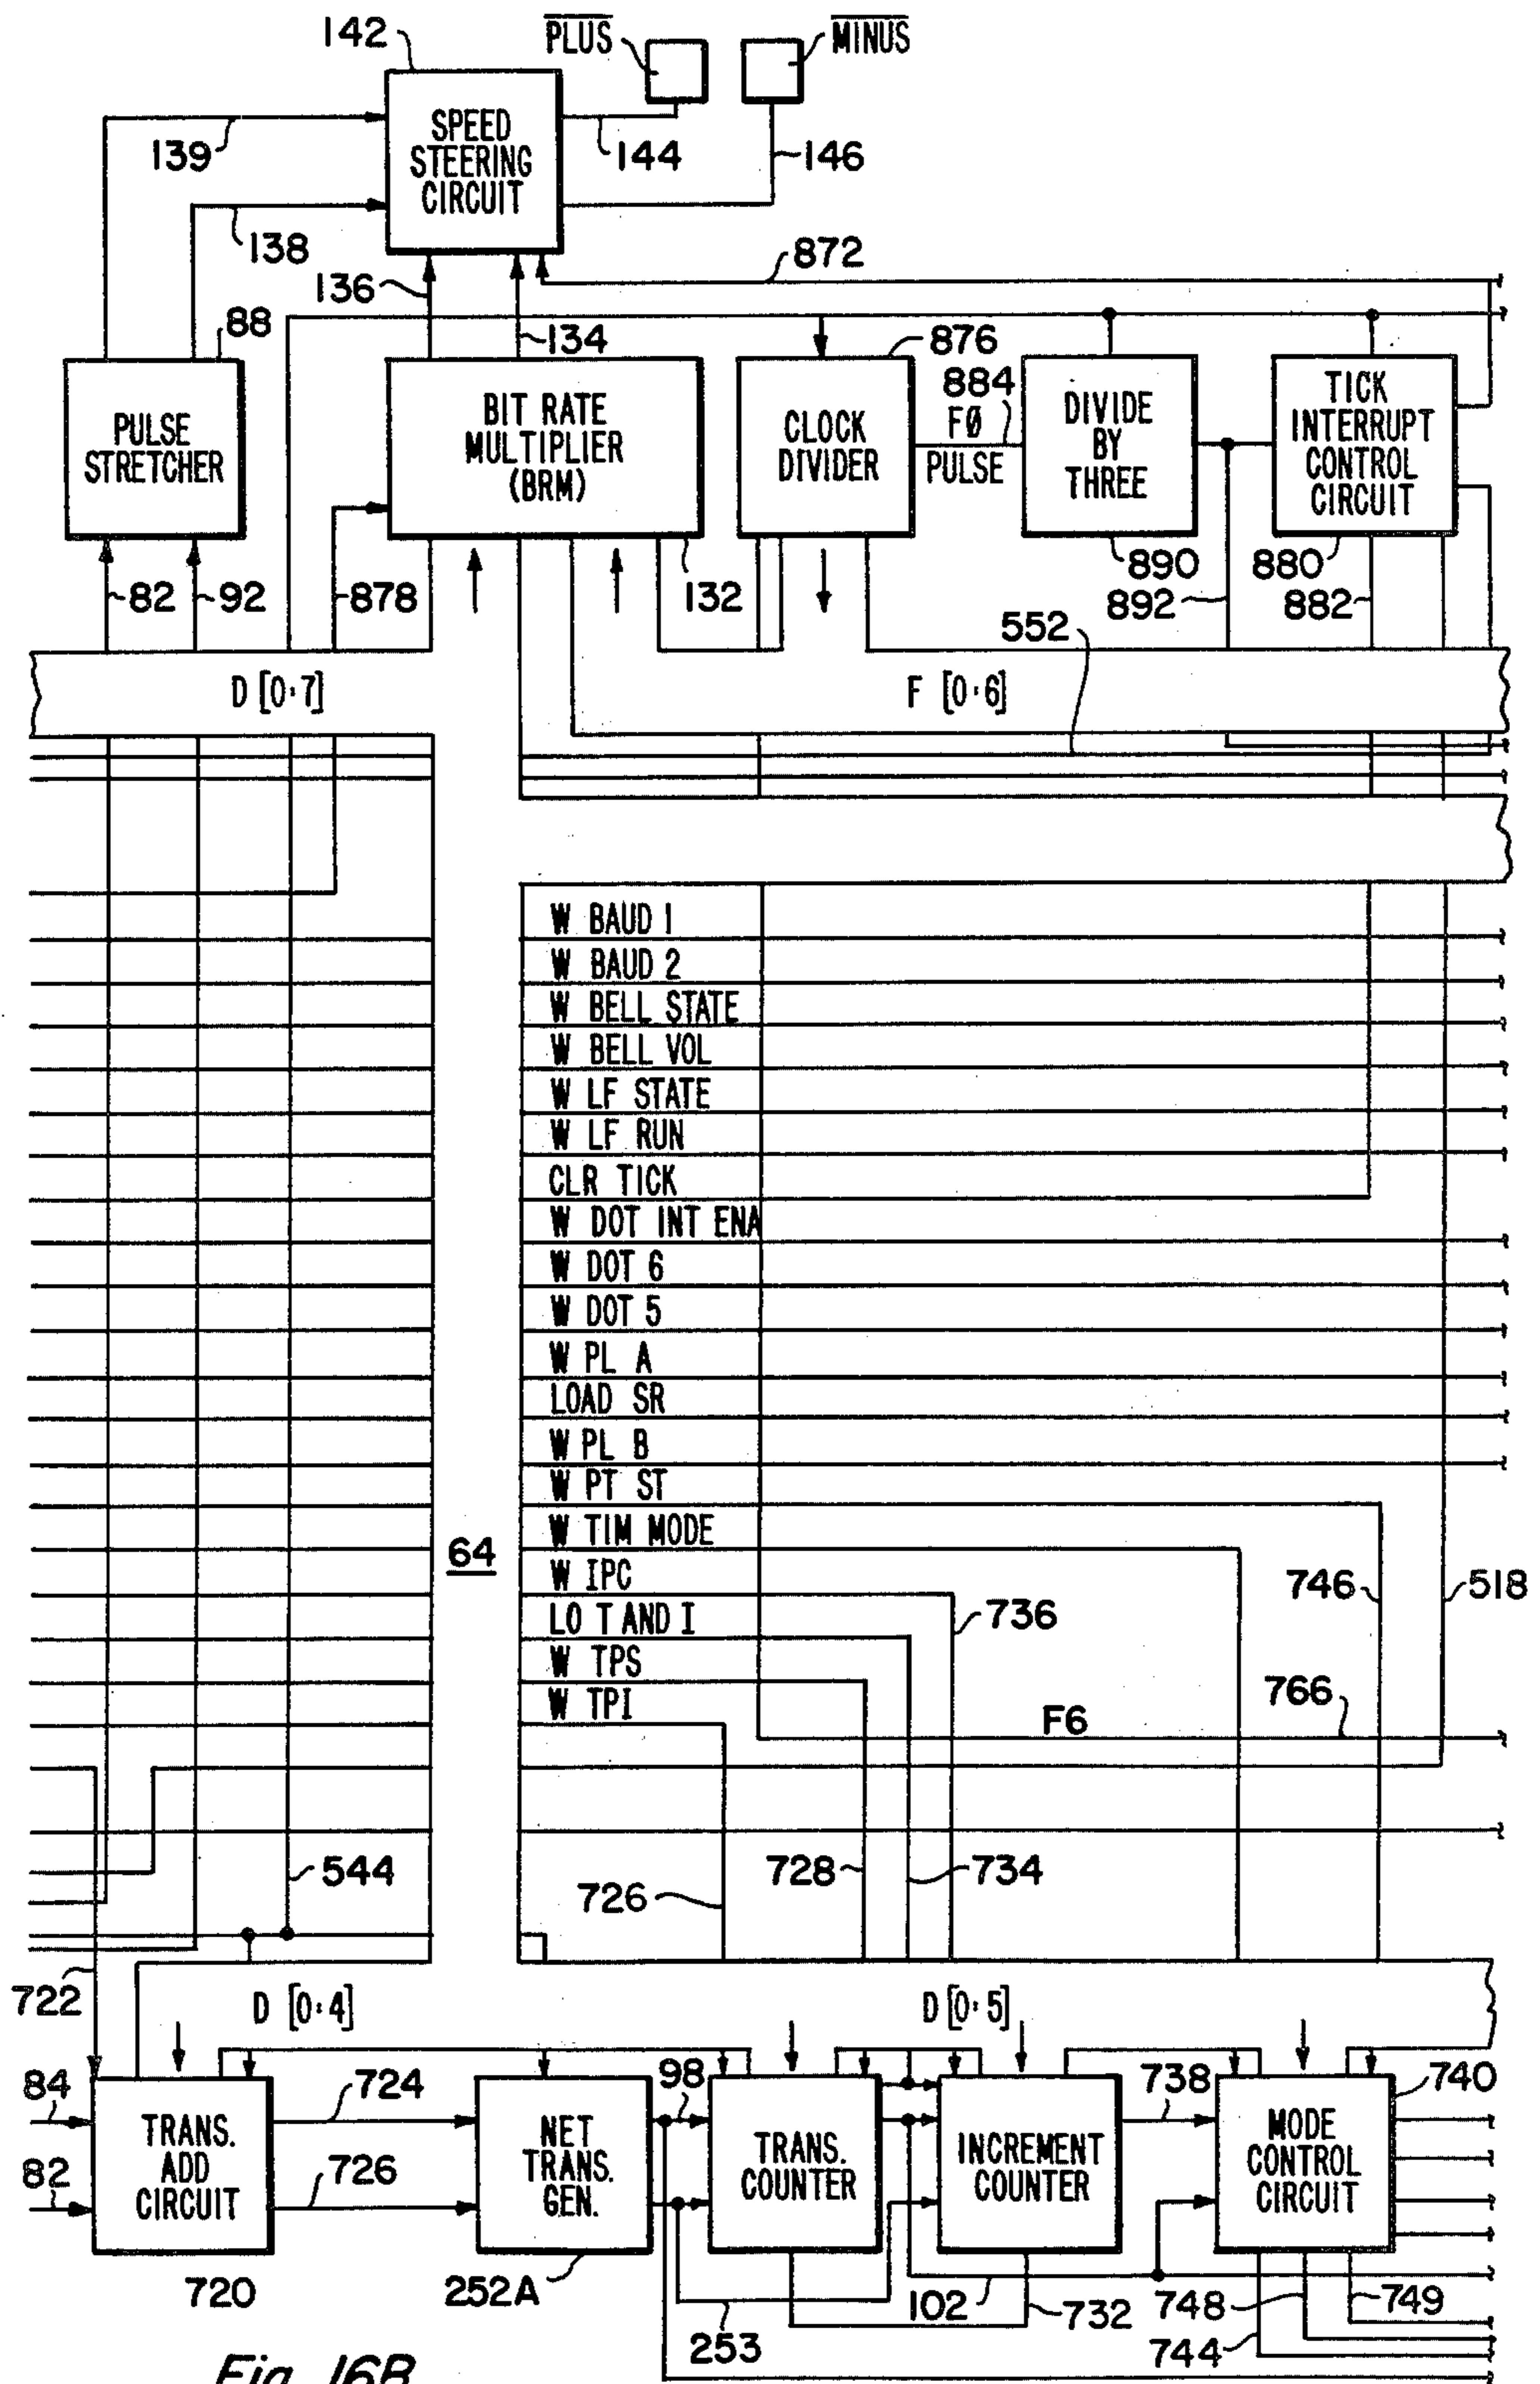 142
PLUS
MINUS
SPEED
STEERING
CIRCUIT
139
144
146
138
872
136
134
88
876
884
PULSE
STRETCHER
BIT RATE
MULTIPLIER
(BRM)
CLOCK
DIVIDER
FØ
PULSE
DIVIDE
BY
THREE
TICK
INTERRUPT
CONTROL
CIRCUIT
82
92
878
132
890
880
892
882
552
D [0:7]
F [0:6]
W BAUD 1
W BAUD 2
W BELL STATE
W BELL VOL
W LF STATE
W LF RUN
CLR TICK
W DOT INT ENA
W DOT 6
W DOT 5
W PL A
LOAD SR
W PL B
W PT ST
W TIM MODE
64
W IPC
746
518
LO T AND I
736
W TPS
W TPI
766
F6
544
728
734
726
722
D [0:4]
D [0:5]
84
724
98
738
740
TRANS.
ADD
CIRCUIT
NET
TRANS.
GEN.
TRANS.
COUNTER
INCREMENT
COUNTER
MODE
CONTROL
CIRCUIT
82
726
720
252A
253
102
732
748
749
744
Fig. 16B